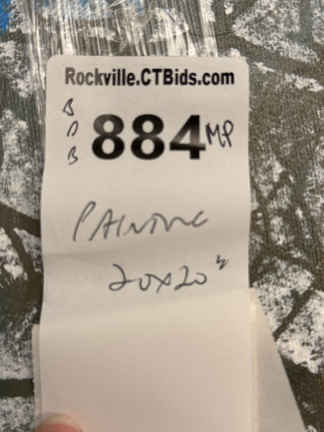 Rockville.CTBids.com
B
D
B
884 MP
PAINTING
20x20"